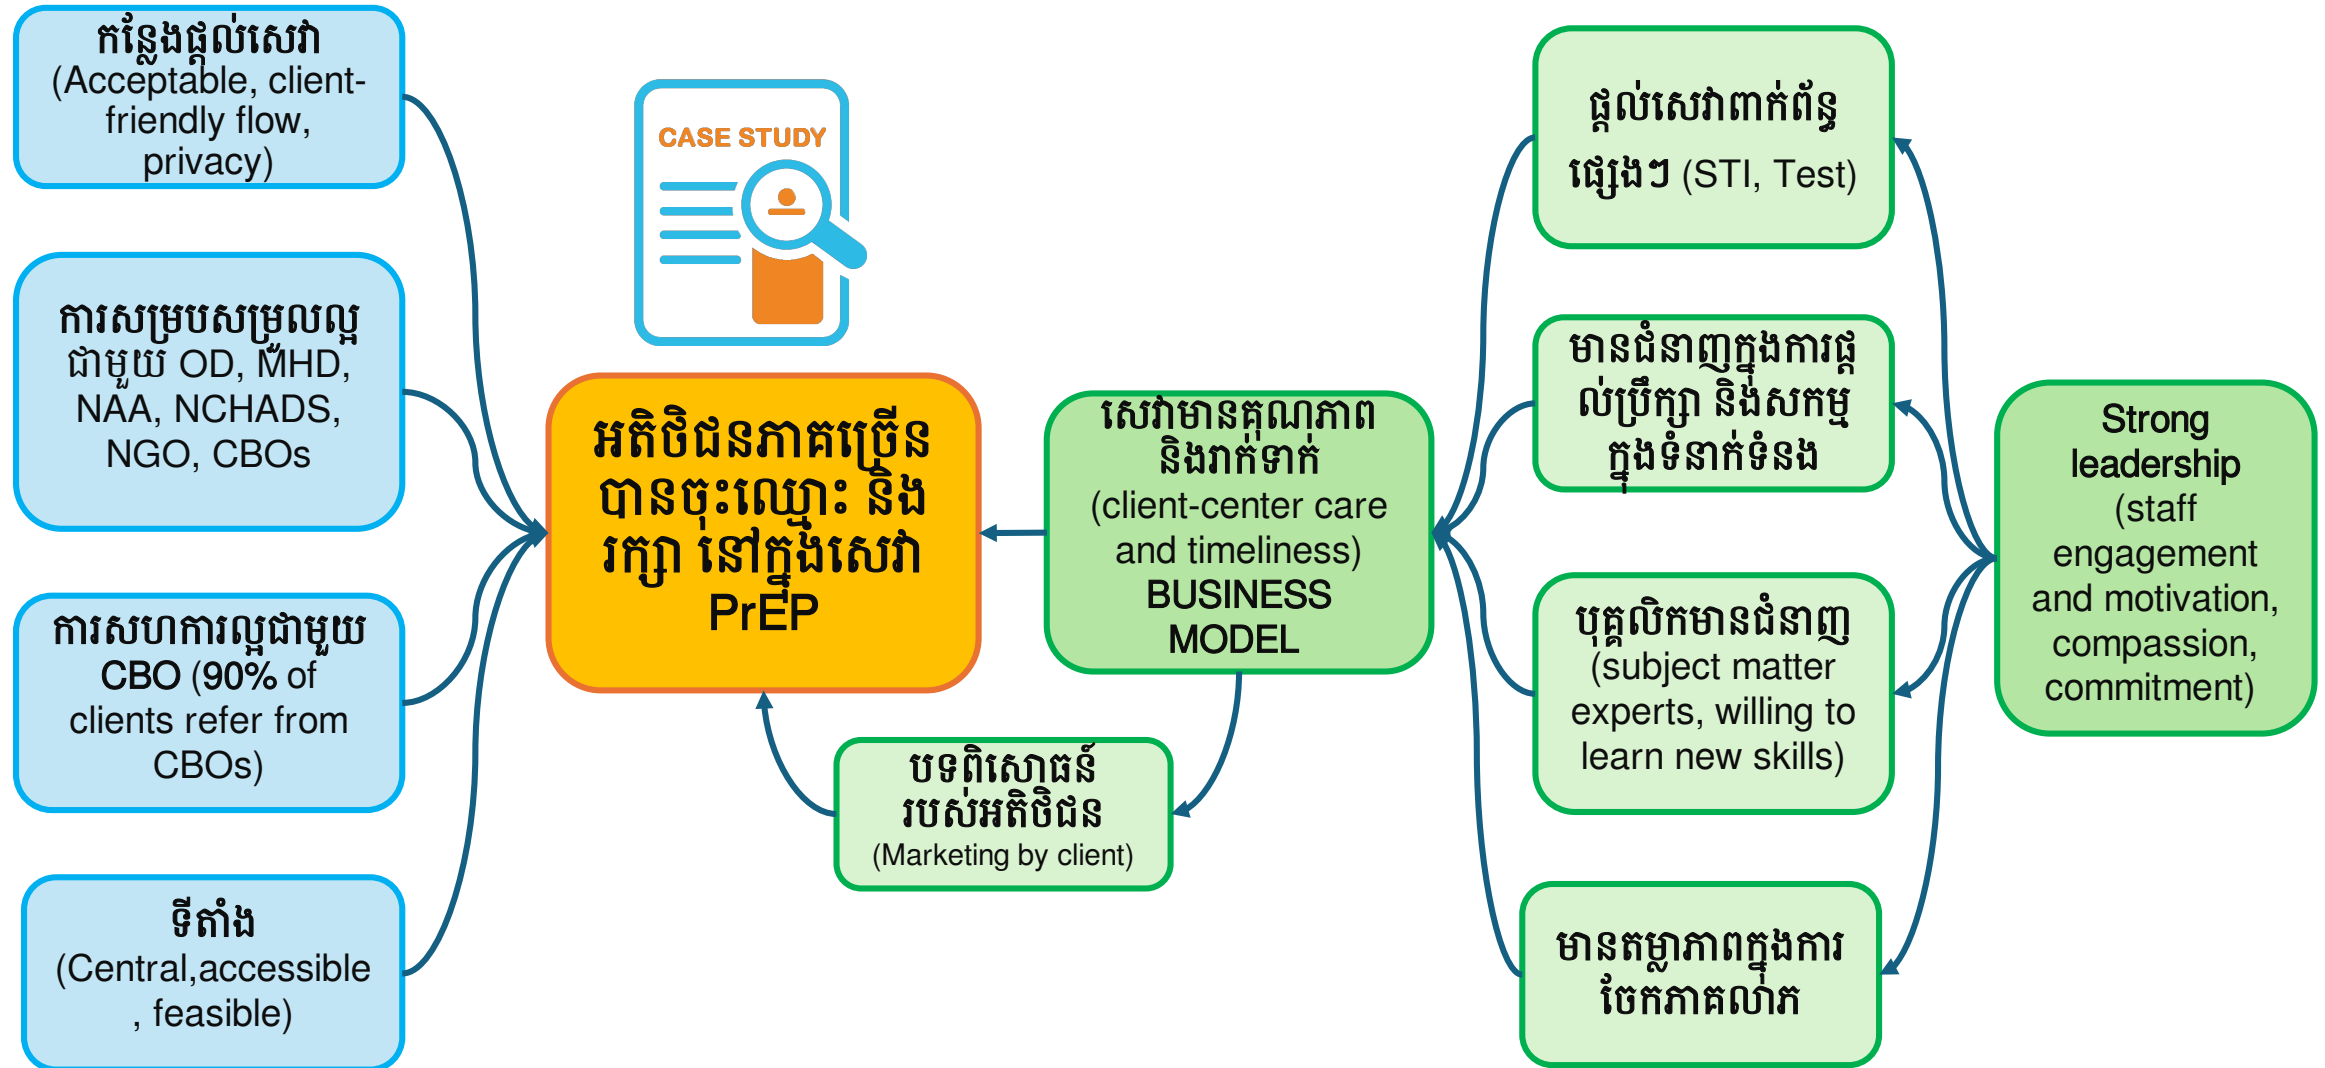 កន្លែងផ្តល់សេវា
(Acceptable, client-
friendly flow,
privacy)
ការសម្របសម្រួលល្អ
ជាមួយ OD, MHD,
NAA, NCHADS,
NGO, CBOs
ការសហការល្អជាមួយ
CBO (90% of
clients refer from
CBOs)
ទីតាំង
(Central,accessible
, feasible)
CASE STUDY
អតិថិជនភាគច្រើន
បានចុះឈ្មោះ និង
រក្សា នៅក្នុងសេវា
PrEP
សេវាមានគុណភាព
និងរាក់ទាក់
(client-center care
and timeliness)
BUSINESS
MODEL
បទពិសោធន៍
របស់អតិថិជន
(Marketing by client)
ផ្តល់សេវាពាក់ព័ន្ធ
ផ្សេងៗ (STI, Test)
មានជំនាញក្នុងការផ្ត
ល់ប្រឹក្សា និងសកម្ម
ក្នុងទំនាក់ទំនង
បុគ្គលិកមានជំនាញ
(subject matter
experts, willing to
learn new skills)
មានតម្លាភាពក្នុងការ
ចែកភាគលាភ
Strong
leadership
(staff
engagement
and motivation,
compassion,
commitment)